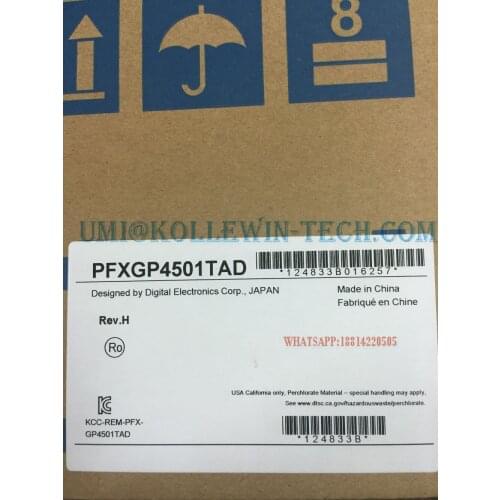 8
UMI@KOLLEWIN-TECH.COM
PFXGP4501TAD
*124833B016257*
Designed by Digital Electronics Corp., JAPAN
Made in China
Fabriqué en Chine
Rev.H
WHATSAPP:18814220505
Ro
USA California only, Perchlorate Material – special handling may apply,
See www.dtsc.ca.gov/hazardouswaste/perchlorate.
KCC-REM-PFX-
GP4501TAD
*124833B*